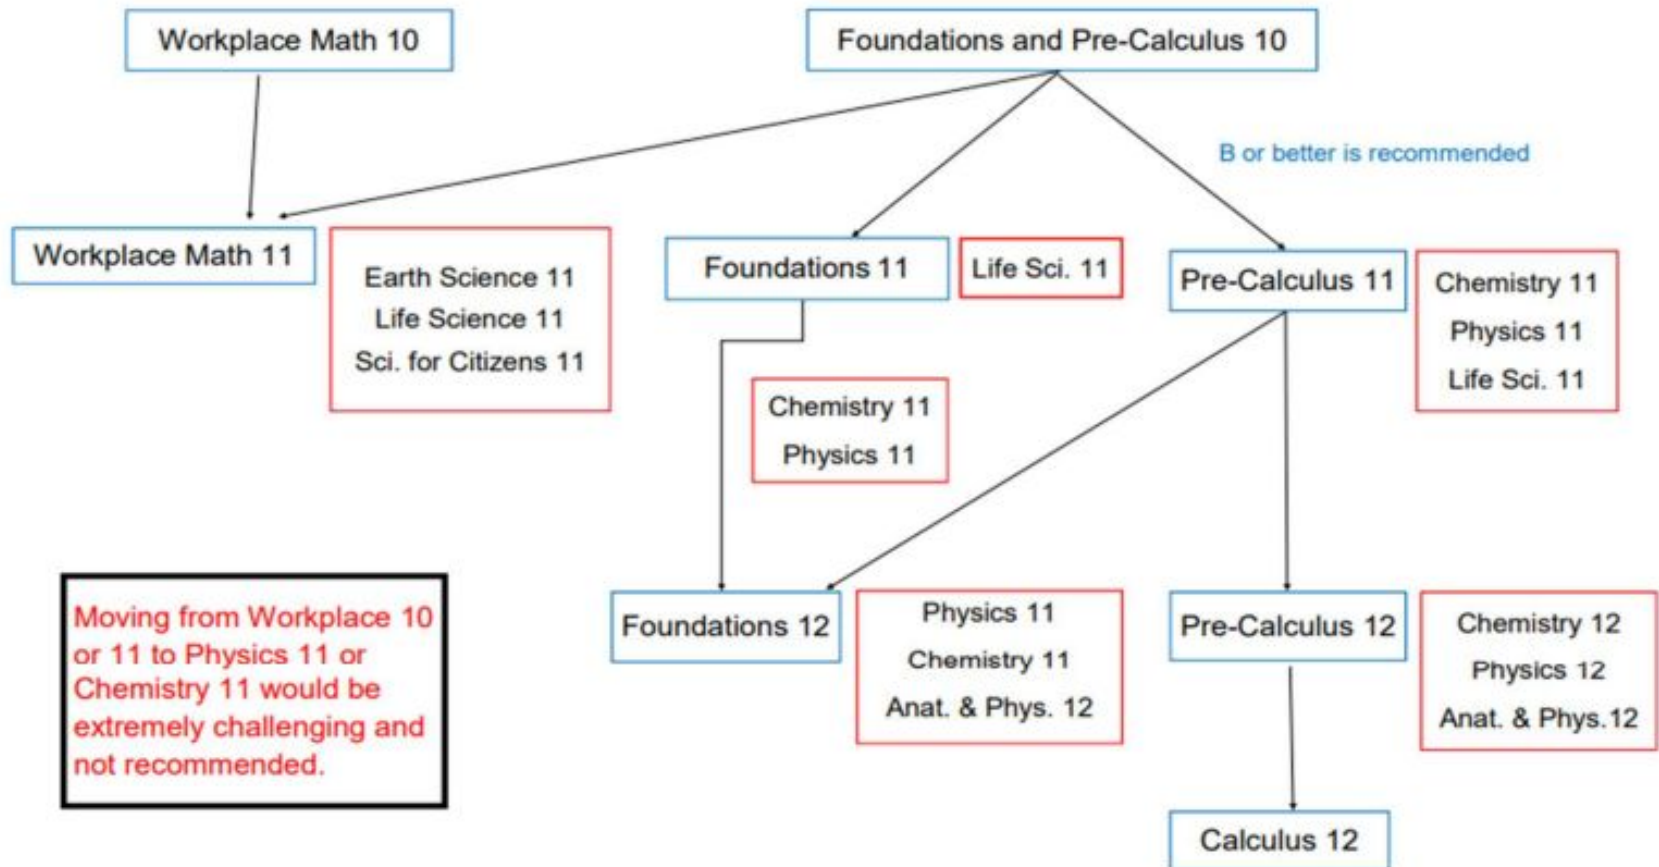 Workplace Math 10
Foundations and Pre-Calculus 10
B or better is recommended
Workplace Math 11
Earth Science 11
Life Science 11
Sci. for Citizens 11
Foundations 11
Life Sci. 11
Pre-Calculus 11
Chemistry 11
Physics 11
Life Sci. 11
Chemistry 11
Physics 11
Moving from Workplace 10
or 11 to Physics 11 or
Chemistry 11 would be
extremely challenging and
not recommended.
Foundations 12
Physics 11
Chemistry 11
Anat. & Phys. 12
Pre-Calculus 12
Chemistry 12
Physics 12
Anat. & Phys.12
Calculus 12